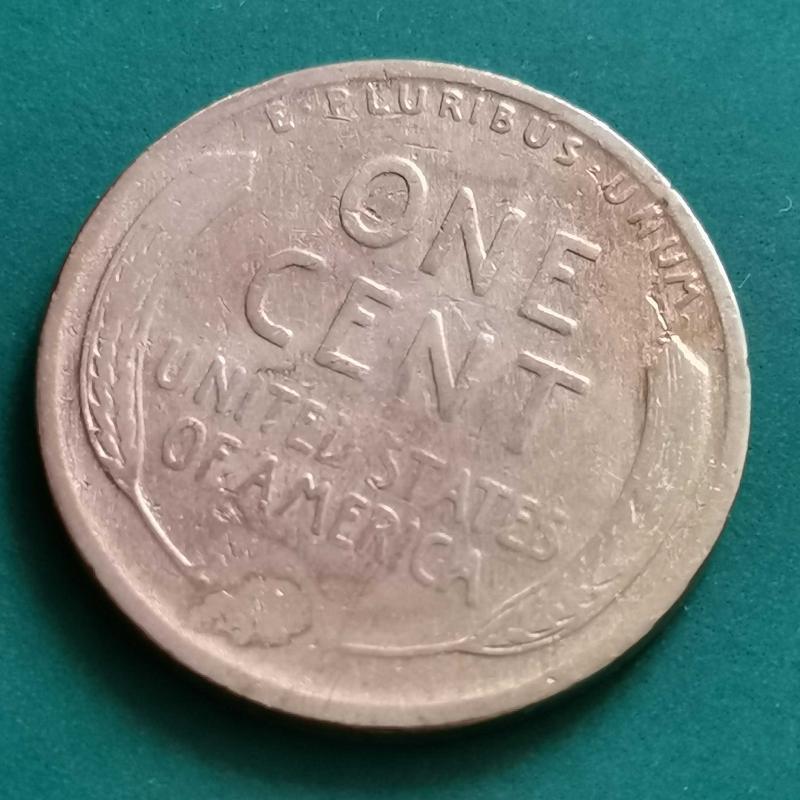 E·PLURIBUS·UNUM
ONE
CENT
UNITED STATES
OF AMERICA